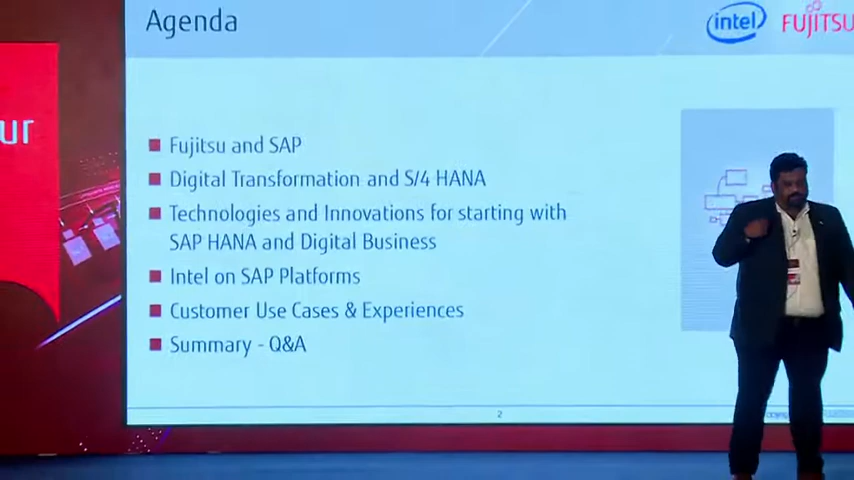 Agenda
intel
FUJITSU
ur
Fujitsu and SAP
Digital Transformation and S/4 HANA
Technologies and Innovations for starting with
SAP HANA and Digital Business
Intel on SAP Platforms
Customer Use Cases & Experiences
Summary - Q&A
2